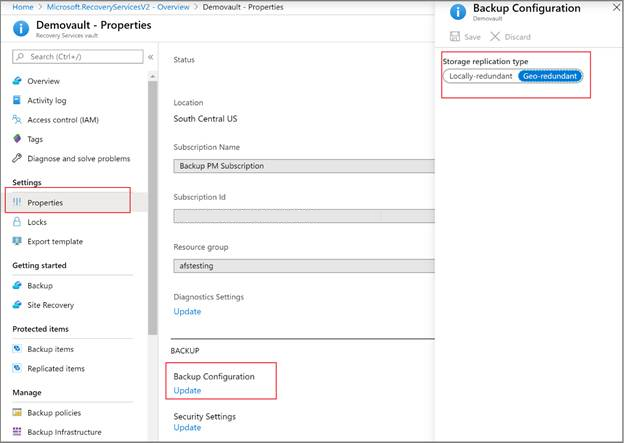 Home > Microsoft.RecoveryServicesV2 - Overview > Demovault - Properties
Demovault - Properties
Recovery Services vault
Search (Ctrl+/)
Overview
Activity log
Access control (IAM)
Tags
Diagnose and solve problems
Settings
Properties
Locks
Export template
Getting started
Backup
Site Recovery
Protected items
Backup items
Replicated items
Manage
Backup policies
Backup Infrastructure
Status
Location
South Central US
Subscription Name
Backup PM Subscription
Subscription Id
Resource group
afstesting
Diagnostics Settings
Update
BACKUP
Backup Configuration
Update
Security Settings
Update
Backup Configuration
Demovault
Save Discard
Storage replication type
Locally-redundant Geo-redundant